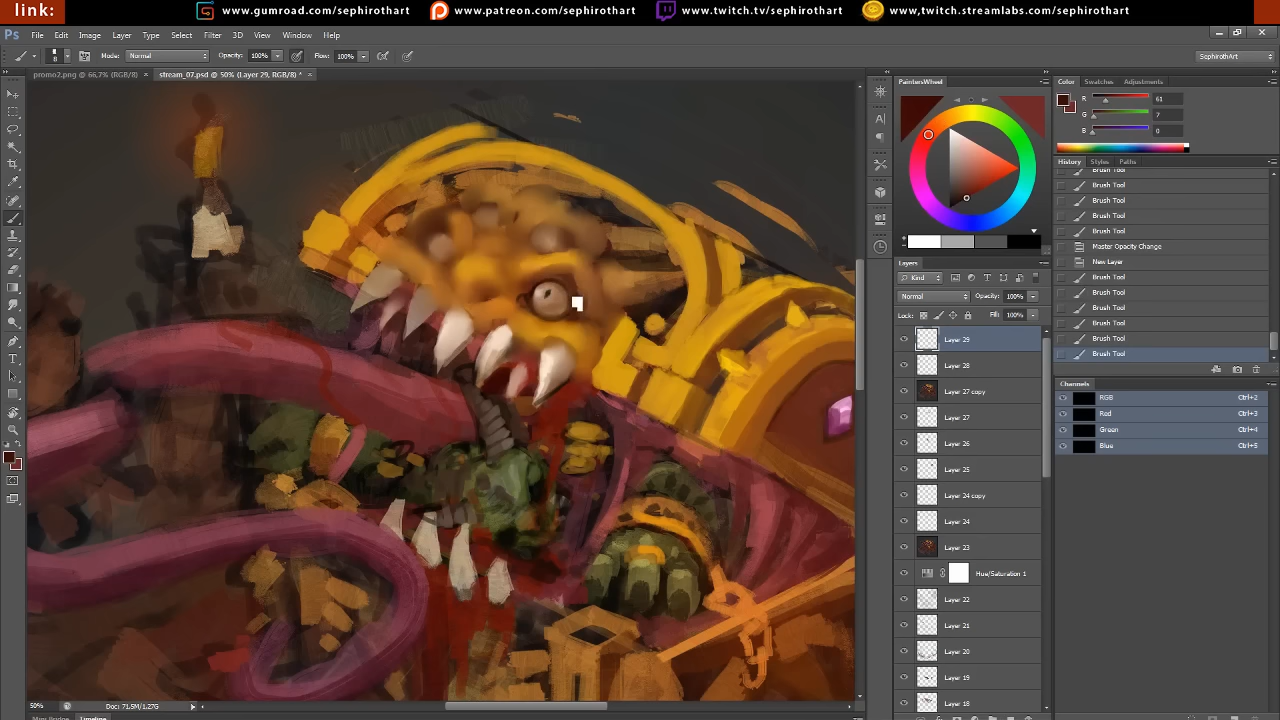 link:
www.gumroad.com/sephirothart
www.patreon.com/sephirothart
www.twitch.tv/sephirothart
www,twitch.streamlabs.com/sephirothart
Ps File Edit Image Layer Type Select Filter 3D View Window Help
8 Mode: Normal Opacity: 100% Flow: 100% SephirothArt
promo2.png @ 66,7% (RGB/8) × stream_07.psd @ 50% (Layer 29, RGB/8) * ×
PaintersWheel
Color Swatches Adjustments
R 61
G 7
B 0
History Styles Paths
Brush Tool
Brush Tool
Brush Tool
Brush Tool
Brush Tool
Master Opacity Change
New Layer
Brush Tool
Brush Tool
Brush Tool
Brush Tool
Brush Tool
Brush Tool
Layers
Kind
Normal Opacity: 100%
Lock: Fill: 100%
Layer 29
Layer 28
Layer 27 copy
Layer 27
Layer 26
Layer 25
Layer 24 copy
Layer 24
Layer 23
Hue/Saturation 1
Layer 22
Layer 21
Layer 20
Layer 19
Layer 18
Channels
RGB Ctrl+2
Red Ctrl+3
Green Ctrl+4
Blue Ctrl+5
50% Doc: 71.5M/1.27G
Mini Bridge Timeline